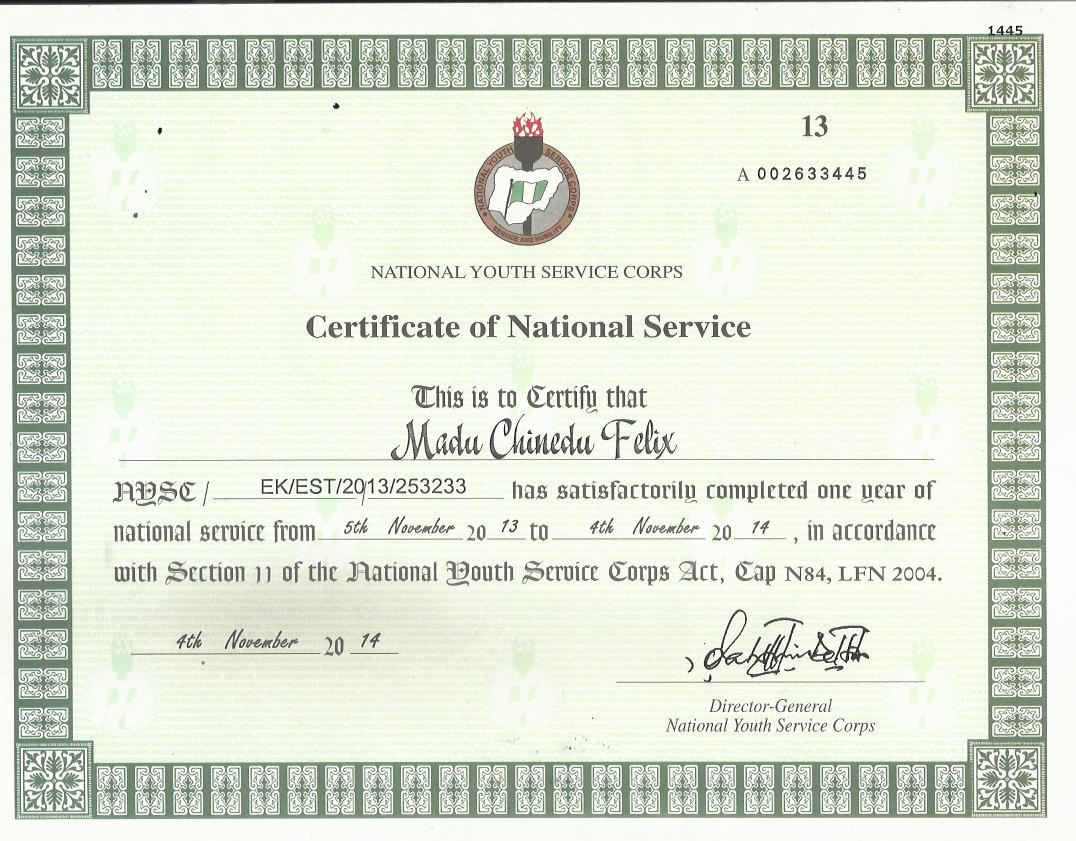 1445
13
A 002633445
NATIONAL YOUTH SERVICE CORPS
SERVICE AND HUMILITY
NATIONAL YOUTH SERVICE CORPS
Certificate of National Service
This is to Certify that
Madu Chinedu Felix
NYSC / EK/EST/2013/253233 has satisfactorily completed one year of
national service from 5th November 20 13 to 4th November 20 14 , in accordance
with Section 11 of the National Youth Service Corps Act, Cap N84, LFN 2004.
4th November 20 14
Director-General
National Youth Service Corps